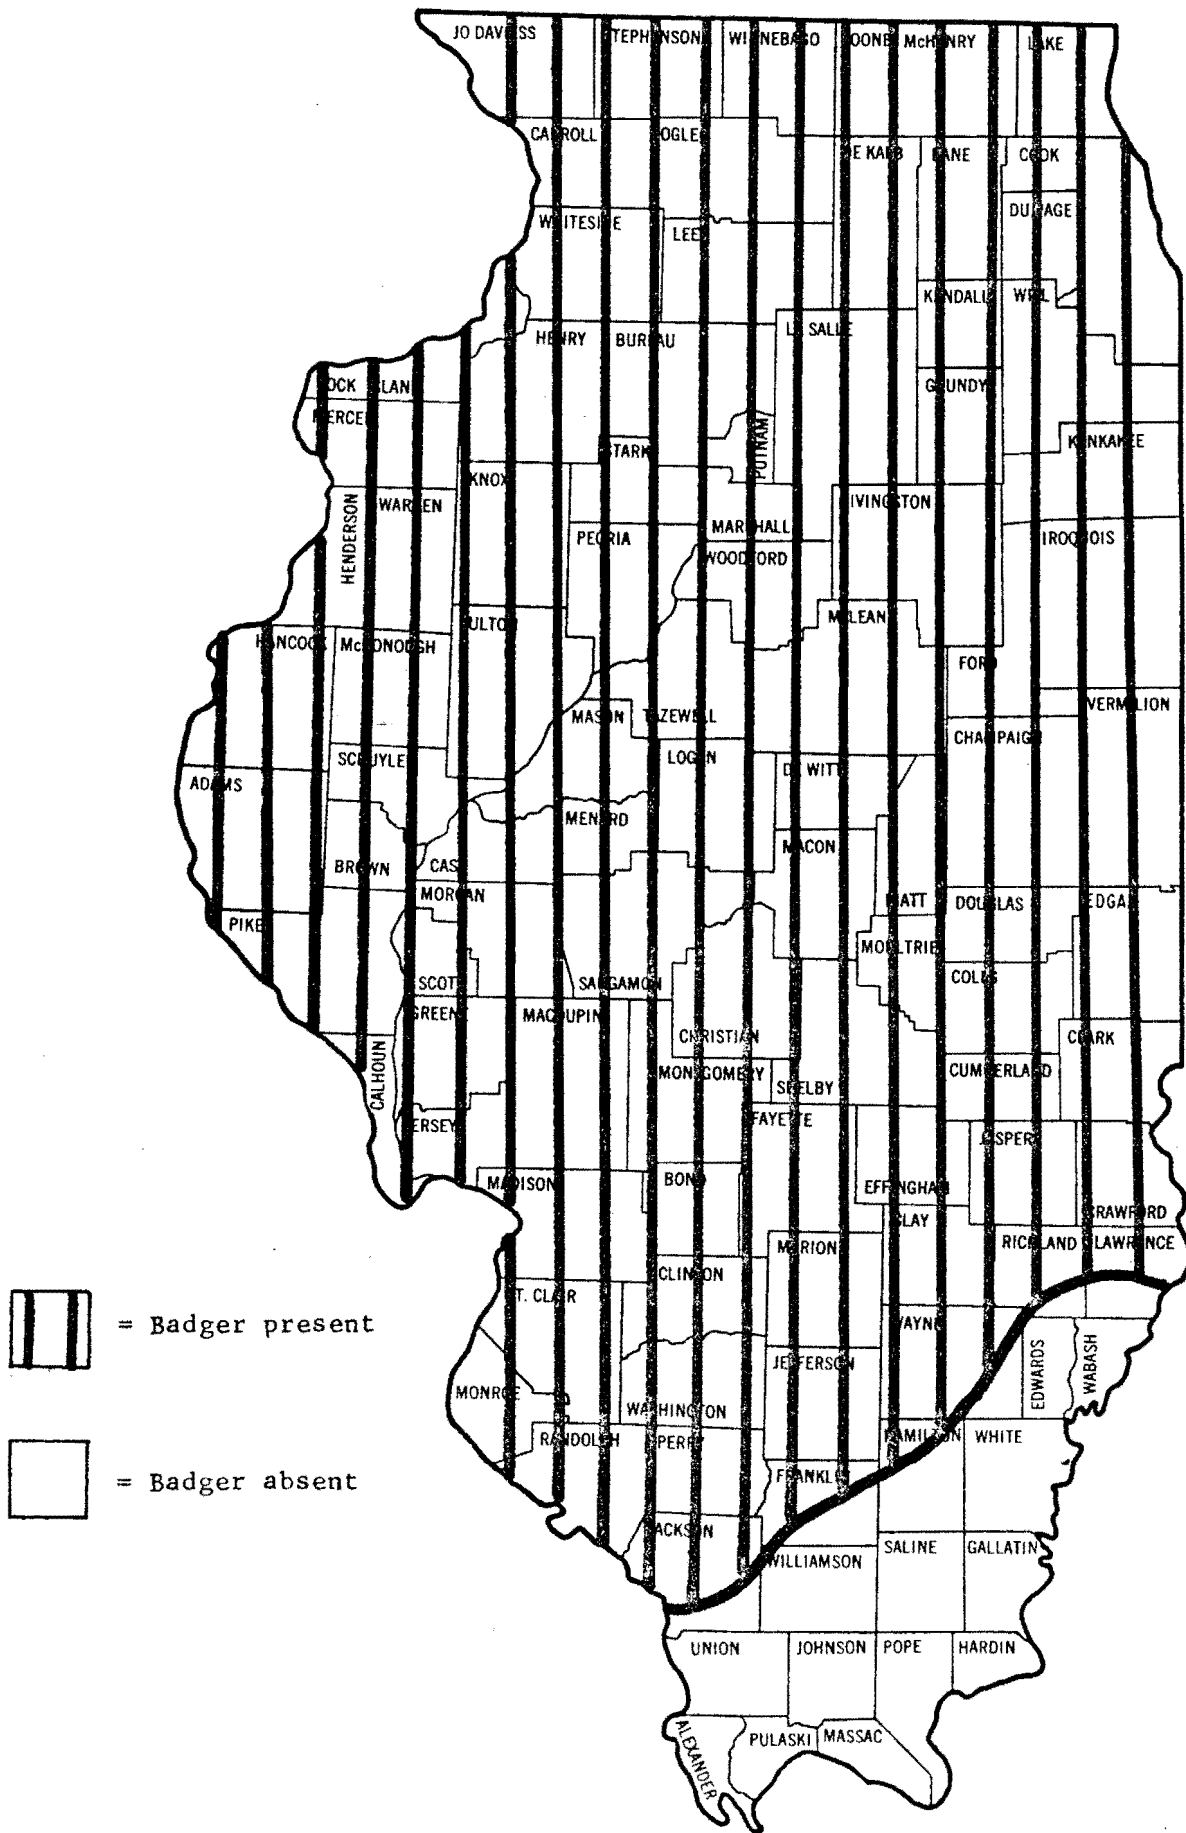 JO DAVIESS STEPHENSON WINNEBAGO BOONE McHENRY LAKE
CARROLL OGLE DE KALB KANE COOK
WHITESIDE LEE DU PAGE
KENDALL WILL
HENRY BUREAU LA SALLE
ROCK ISLAND GRUNDY
MERCER
STARK PUTNAM KANKAKEE
KNOX
HENDERSON WARREN LIVINGSTON
PEORIA MARSHALL IROQUOIS
WOODFORD
FULTON McLEAN
HANCOCK McDONOUGH FORD
MASON TAZEWELL VERMILION
SCHUYLER LOGAN CHAMPAIGN
ADAMS DE WITT
MENARD
BROWN CASS MACON
MORGAN PIATT DOUGLAS EDGAR
PIKE MOULTRIE
SCOTT SANGAMON COLES
GREENE MACOUPIN
CHRISTIAN CLARK
CALHOUN MONTGOMERY SHELBY CUMBERLAND
JERSEY FAYETTE JASPER
MADISON BOND EFFINGHAM
CLAY CRAWFORD
MARION RICHLAND LAWRENCE
CLINTON
ST. CLAIR
WAYNE
= Badger present
JEFFERSON EDWARDS WABASH
MONROE
WASHINGTON
RANDOLPH PERRY HAMILTON WHITE
FRANKLIN
= Badger absent
JACKSON
WILLIAMSON SALINE GALLATIN
UNION JOHNSON POPE HARDIN
ALEXANDER PULASKI MASSAC